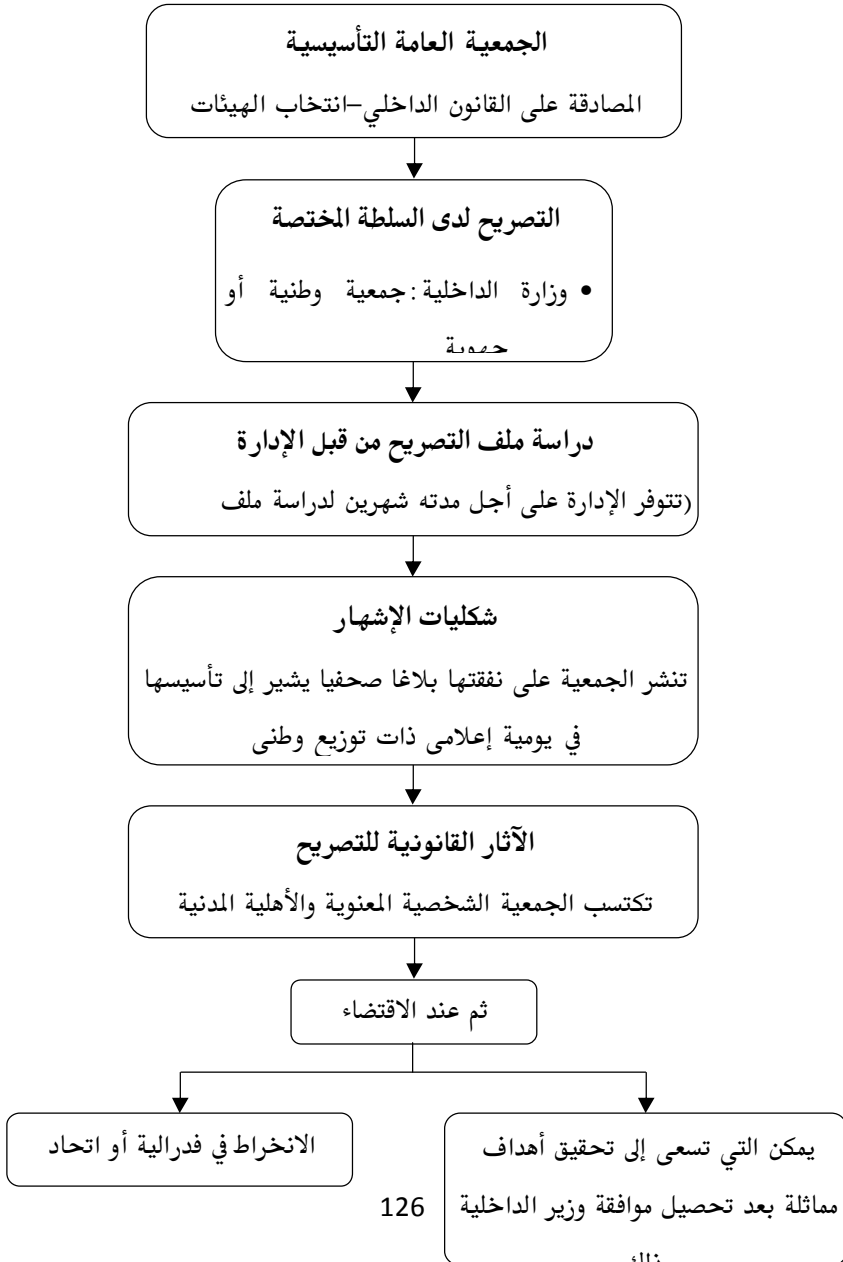 الجمعية العامة التأسيسية
المصادقة على القانون الداخلي–انتخاب الهيئات
التصريح لدى السلطة المختصة
• وزارة الداخلية :جمعية وطنية أو
جهوية
دراسة ملف التصريح من قبل الإدارة
(تتوفر الإدارة على أجل مدته شهرين لدراسة ملف
شكليات الإشهار
تنشر الجمعية على نفقتها بلاغا صحفيا يشير إلى تأسيسها
في يومية إعلامى ذات توزيع وطنى
الآثار القانونية للتصريح
تكتسب الجمعية الشخصية المعنوية والأهلية المدنية
ثم عند الاقتضاء
يمكن التي تسعى إلى تحقيق أهداف
مماثلة بعد تحصيل موافقة وزير الداخلية
الانخراط في فدرالية أو اتحاد
126